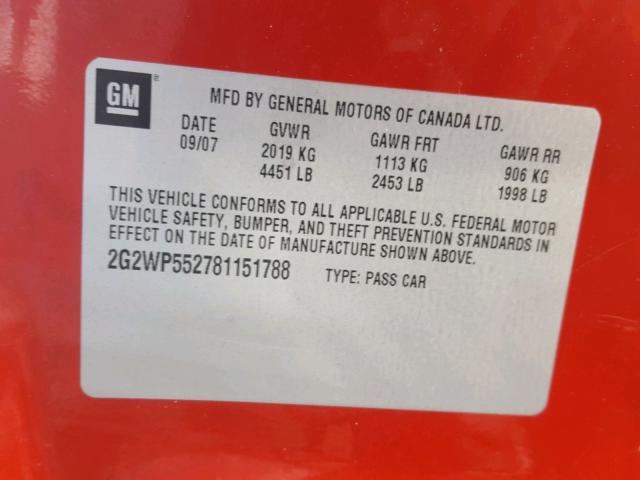 GM
MFD BY GENERAL MOTORS OF CANADA LTD.
DATE GVWR GAWR FRT GAWR RR
09/07 2019 KG 1113 KG 906 KG
4451 LB 2453 LB 1998 LB
THIS VEHICLE CONFORMS TO ALL APPLICABLE U.S. FEDERAL MOTOR
VEHICLE SAFETY, BUMPER, AND THEFT PREVENTION STANDARDS IN
EFFECT ON THE DATE OF MANUFACTURE SHOWN ABOVE.
2G2WP552781151788 TYPE: PASS CAR